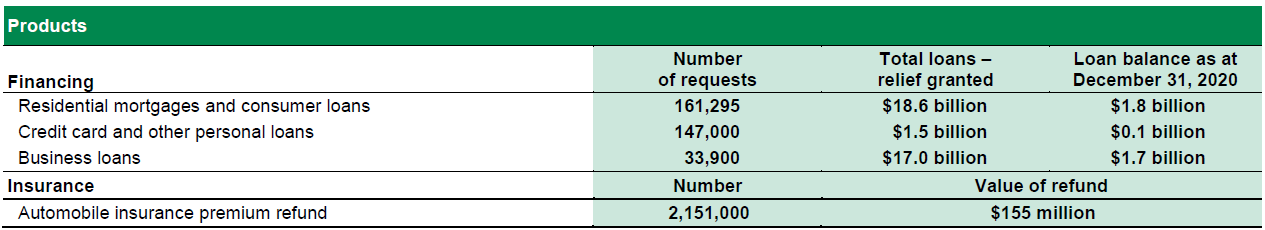 Products
Financing Number of requests Total loans – relief granted Loan balance as at December 31, 2020
Residential mortgages and consumer loans 161,295 $18.6 billion $1.8 billion
Credit card and other personal loans 147,000 $1.5 billion $0.1 billion
Business loans 33,900 $17.0 billion $1.7 billion
Insurance Number Value of refund
Automobile insurance premium refund 2,151,000 $155 million